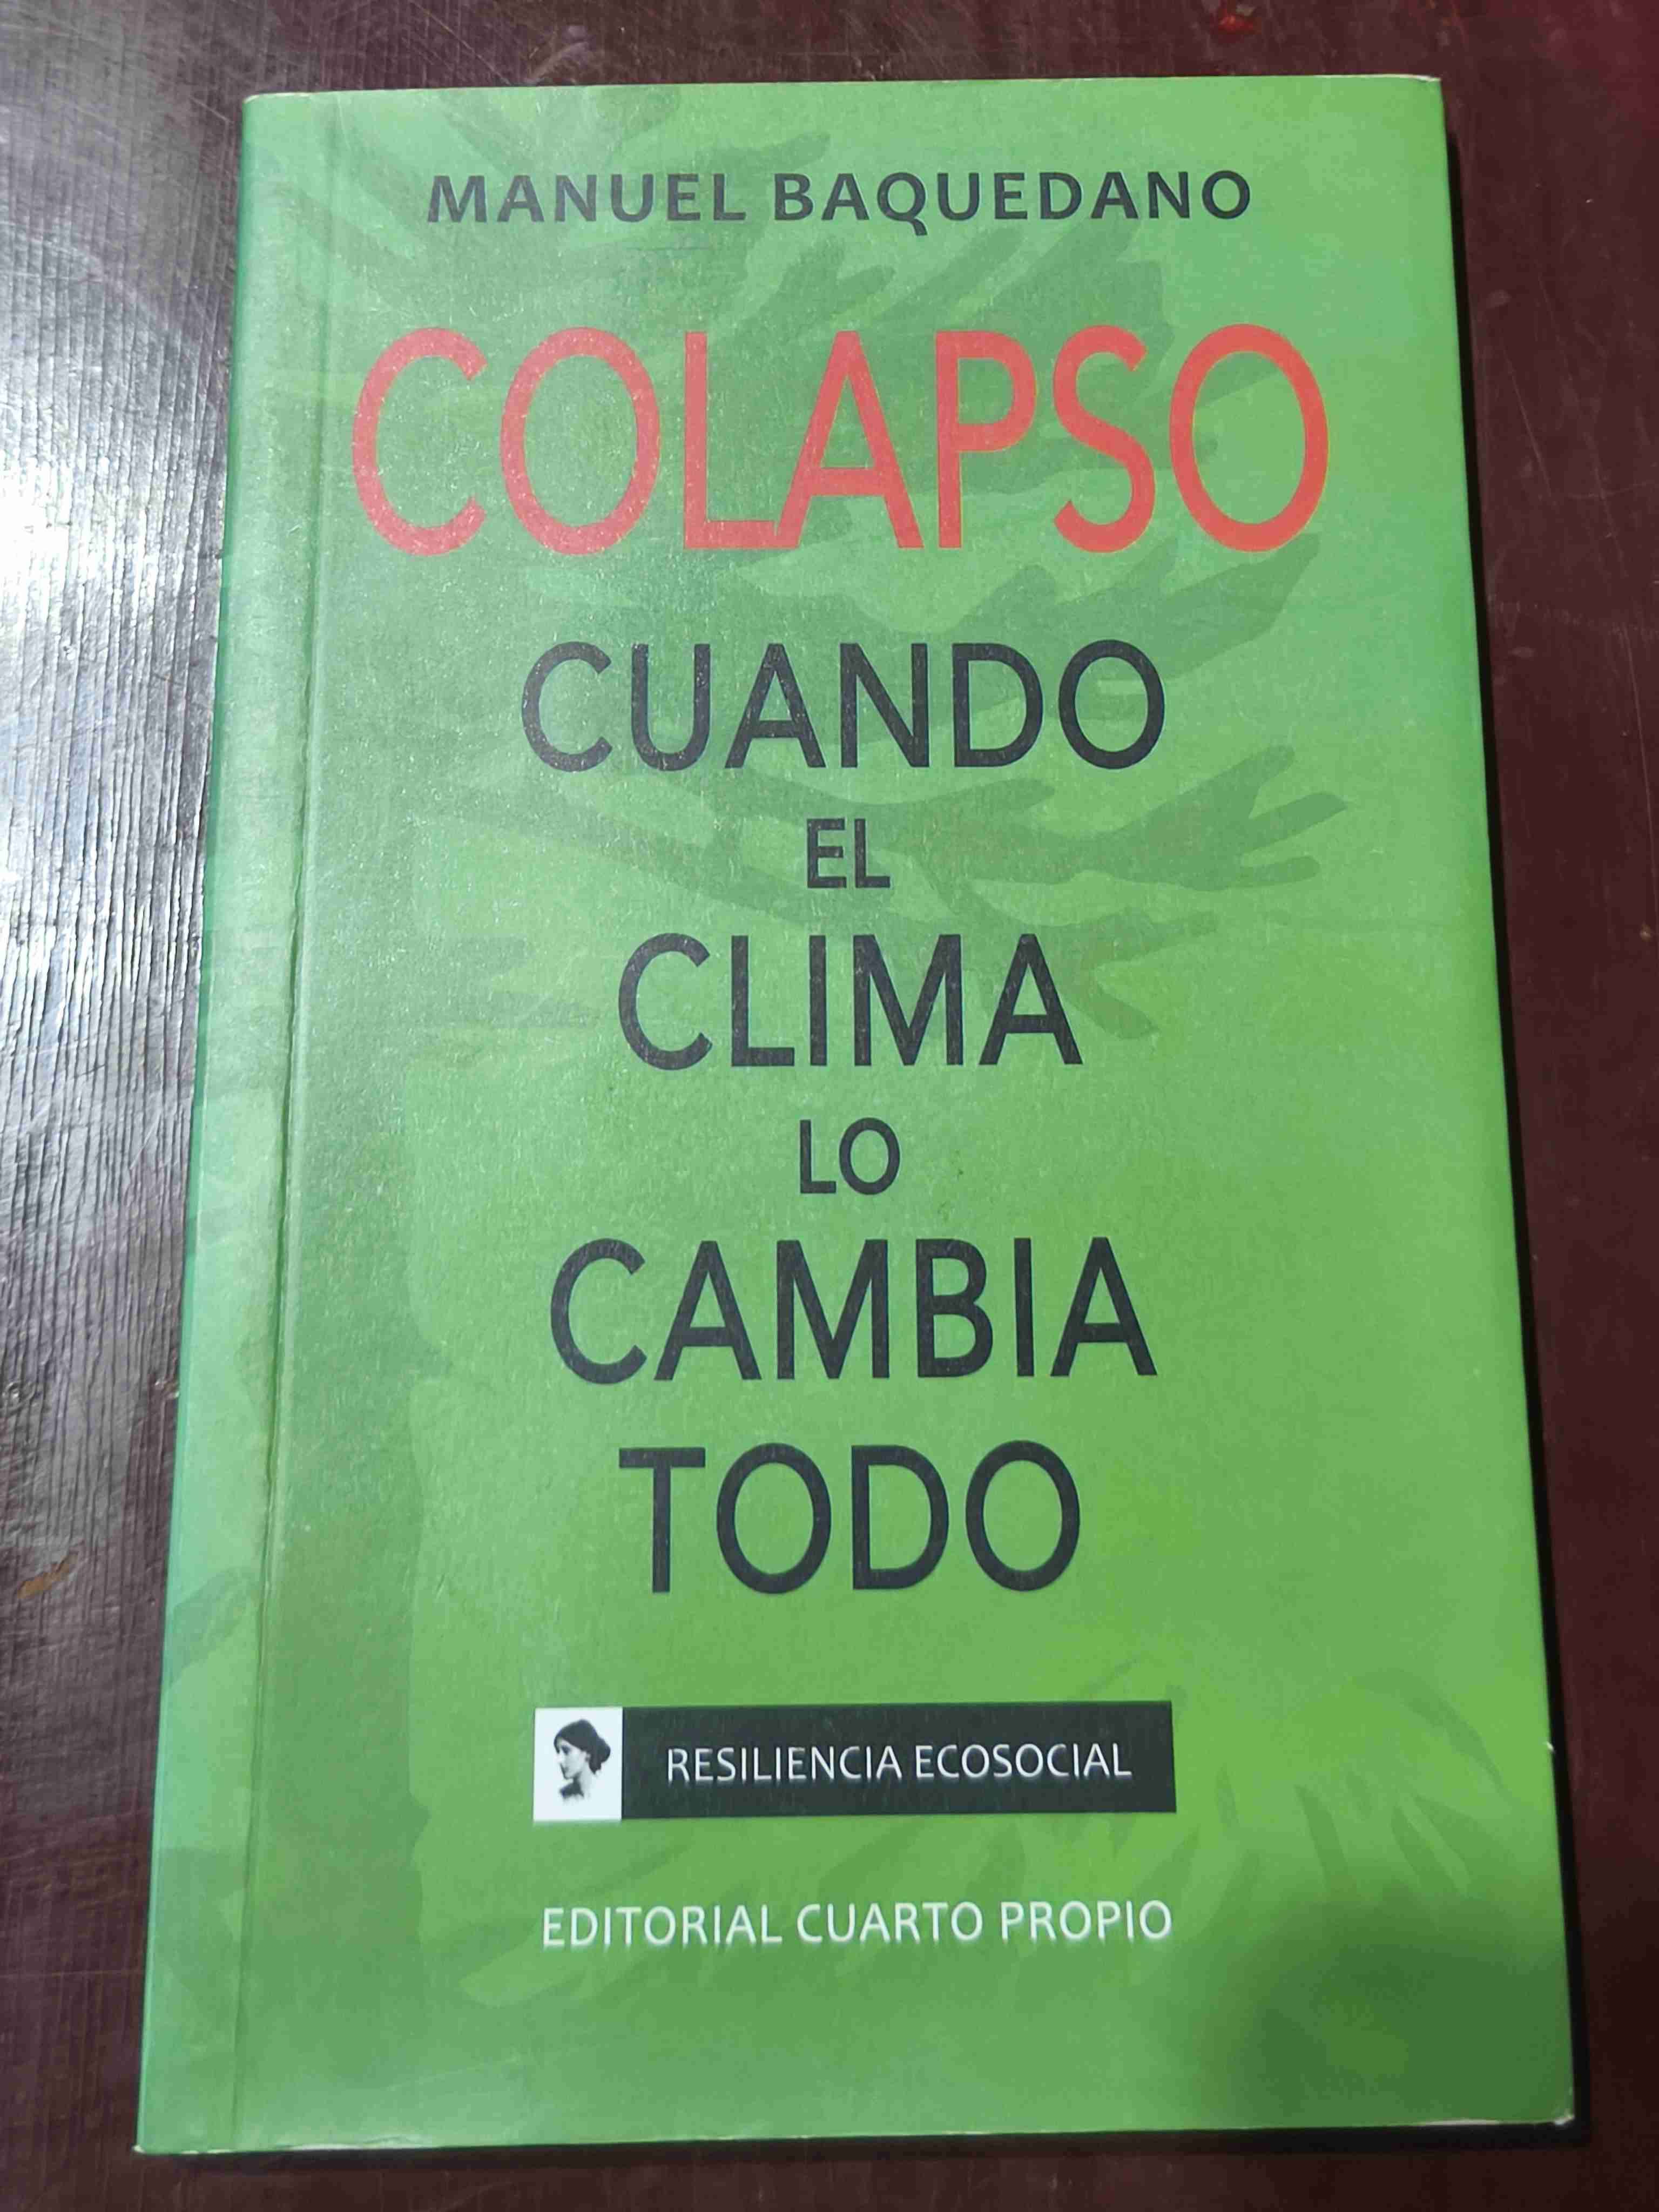 MANUEL BAQUEDANO
COLAPSO
CUANDO
EL
CLIMA
LO
CAMBIA
TODO
RESILIENCIA ECOSOCIAL
EDITORIAL CUARTO PROPIO